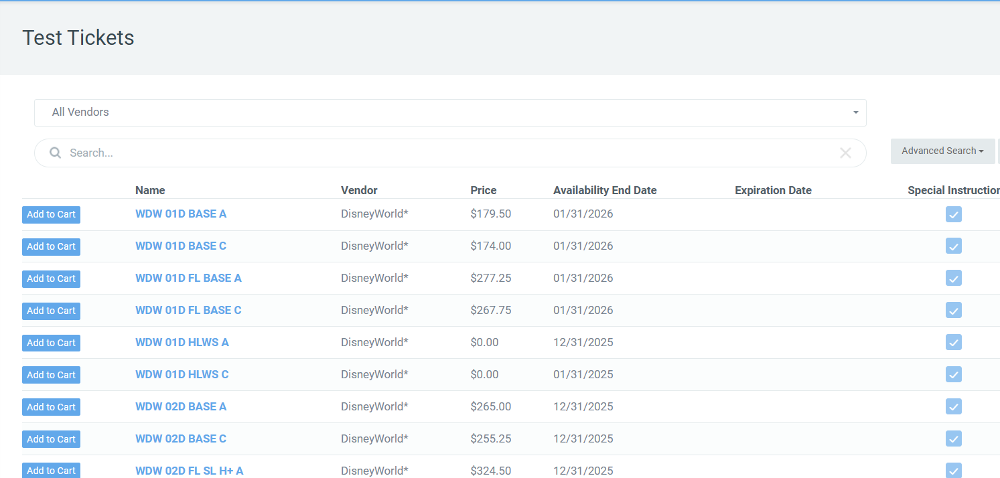 Test Tickets
All Vendors
Search...
Advanced Search
Name Vendor Price Availability End Date Expiration Date Special Instruction
Add to Cart WDW 01D BASE A DisneyWorld* $179.50 01/31/2026
Add to Cart WDW 01D BASE C DisneyWorld* $174.00 01/31/2026
Add to Cart WDW 01D FL BASE A DisneyWorld* $277.25 01/31/2026
Add to Cart WDW 01D FL BASE C DisneyWorld* $267.75 01/31/2026
Add to Cart WDW 01D HLWS A DisneyWorld* $0.00 12/31/2025
Add to Cart WDW 01D HLWS C DisneyWorld* $0.00 01/31/2025
Add to Cart WDW 02D BASE A DisneyWorld* $265.00 12/31/2025
Add to Cart WDW 02D BASE C DisneyWorld* $255.25 12/31/2025
Add to Cart WDW 02D FL SL H+ A DisneyWorld* $324.50 12/31/2025